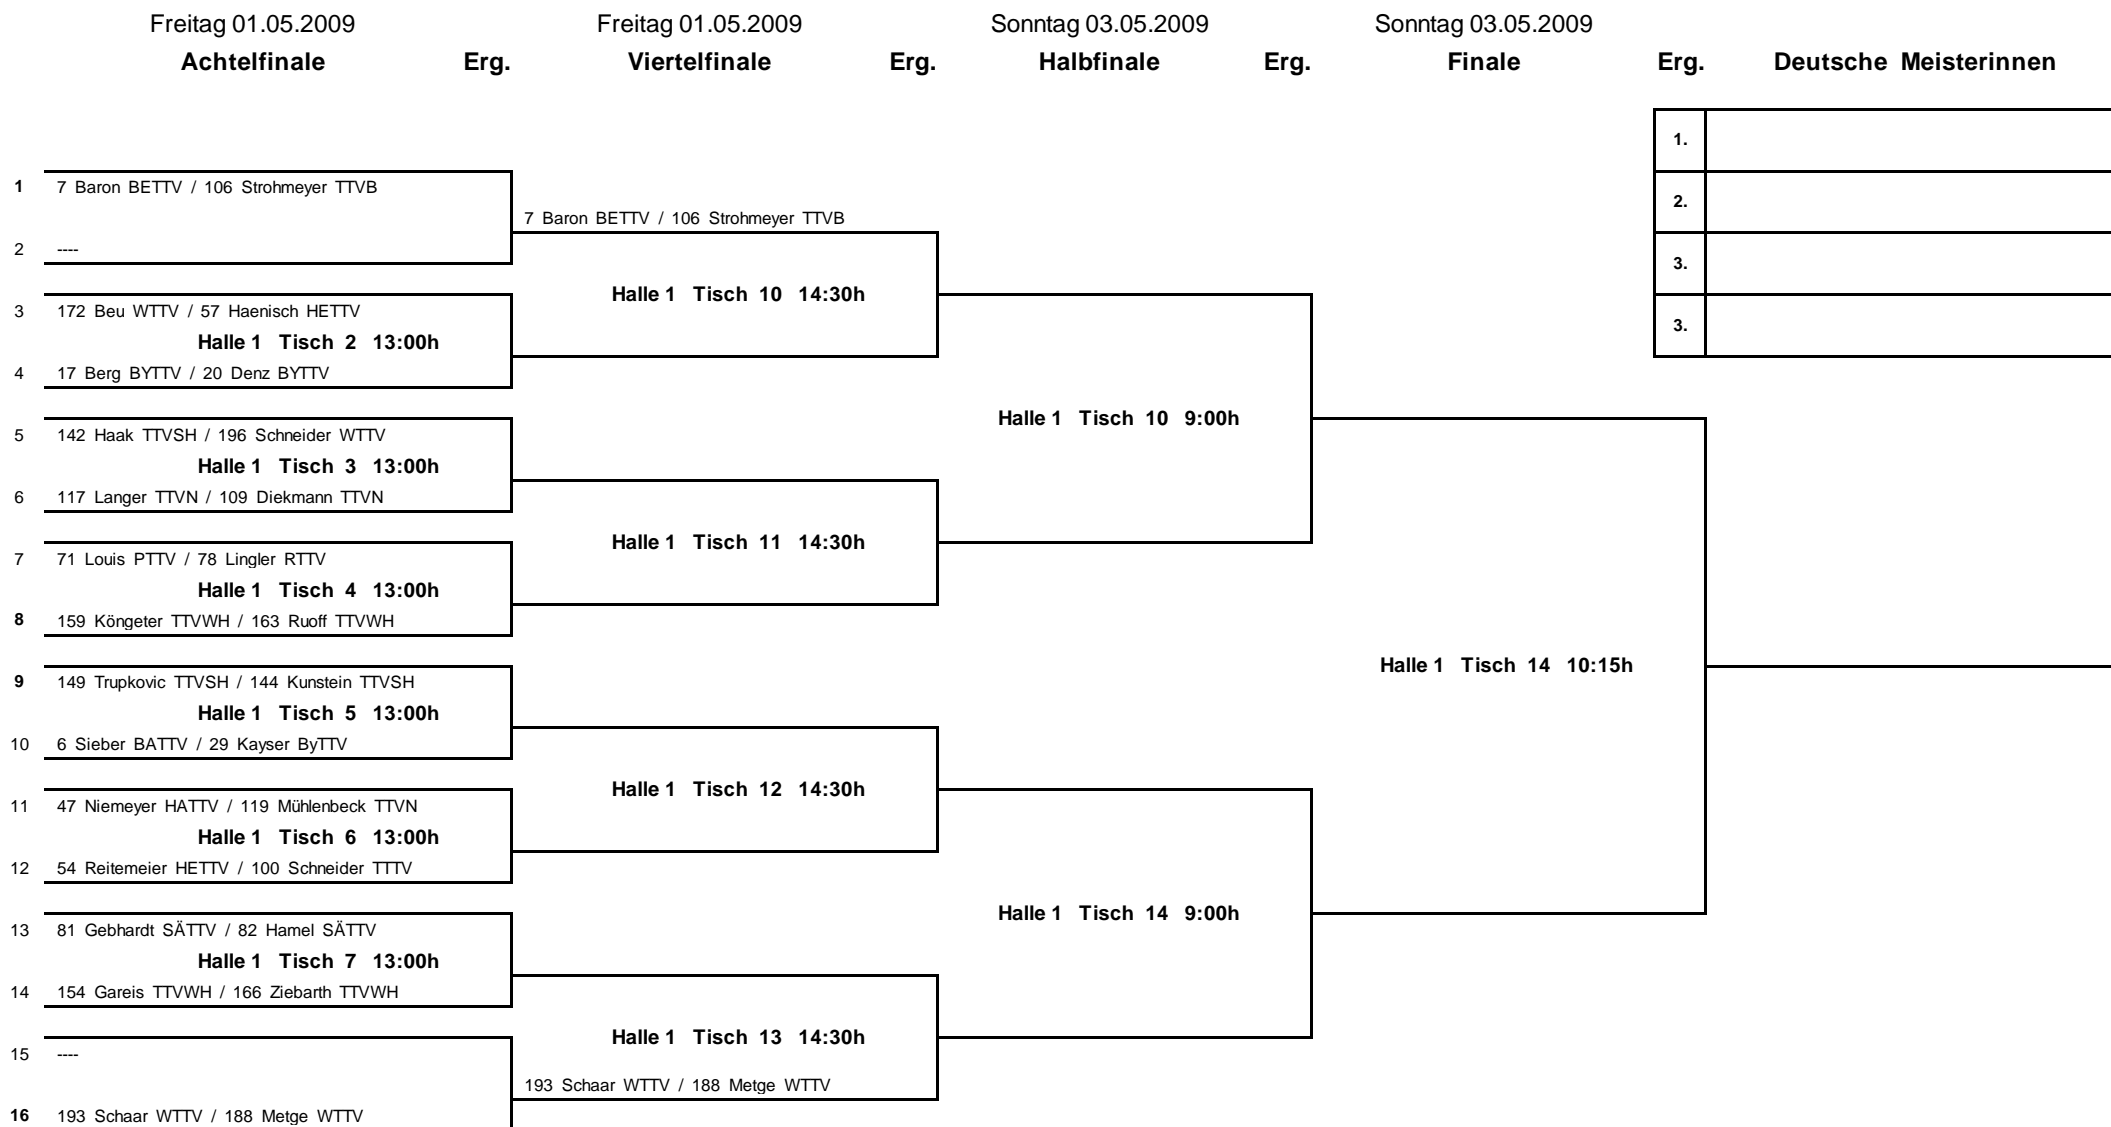 Freitag 01.05.2009 Freitag 01.05.2009 Sonntag 03.05.2009 Sonntag 03.05.2009
Achtelfinale Erg. Viertelfinale Erg. Halbfinale Erg. Finale Erg. Deutsche Meisterinnen
1.
1 7 Baron BETTV / 106 Strohmeyer TTVB
2.
7 Baron BETTV / 106 Strohmeyer TTVB
2 ----
3.
Halle 1 Tisch 10 14:30h
3 172 Beu WTTV / 57 Haenisch HETTV
3.
Halle 1 Tisch 2 13:00h
4 17 Berg BYTTV / 20 Denz BYTTV
Halle 1 Tisch 10 9:00h
5 142 Haak TTVSH / 196 Schneider WTTV
Halle 1 Tisch 3 13:00h
6 117 Langer TTVN / 109 Diekmann TTVN
Halle 1 Tisch 11 14:30h
7 71 Louis PTTV / 78 Lingler RTTV
Halle 1 Tisch 4 13:00h
8 159 Köngeter TTVWH / 163 Ruoff TTVWH
Halle 1 Tisch 14 10:15h
9 149 Trupkovic TTVSH / 144 Kunstein TTVSH
Halle 1 Tisch 5 13:00h
10 6 Sieber BATTV / 29 Kayser ByTTV
Halle 1 Tisch 12 14:30h
11 47 Niemeyer HATTV / 119 Mühlenbeck TTVN
Halle 1 Tisch 6 13:00h
12 54 Reitemeier HETTV / 100 Schneider TTTV
Halle 1 Tisch 14 9:00h
13 81 Gebhardt SÄTTV / 82 Hamel SÄTTV
Halle 1 Tisch 7 13:00h
14 154 Gareis TTVWH / 166 Ziebarth TTVWH
Halle 1 Tisch 13 14:30h
15 ----
193 Schaar WTTV / 188 Metge WTTV
16 193 Schaar WTTV / 188 Metge WTTV